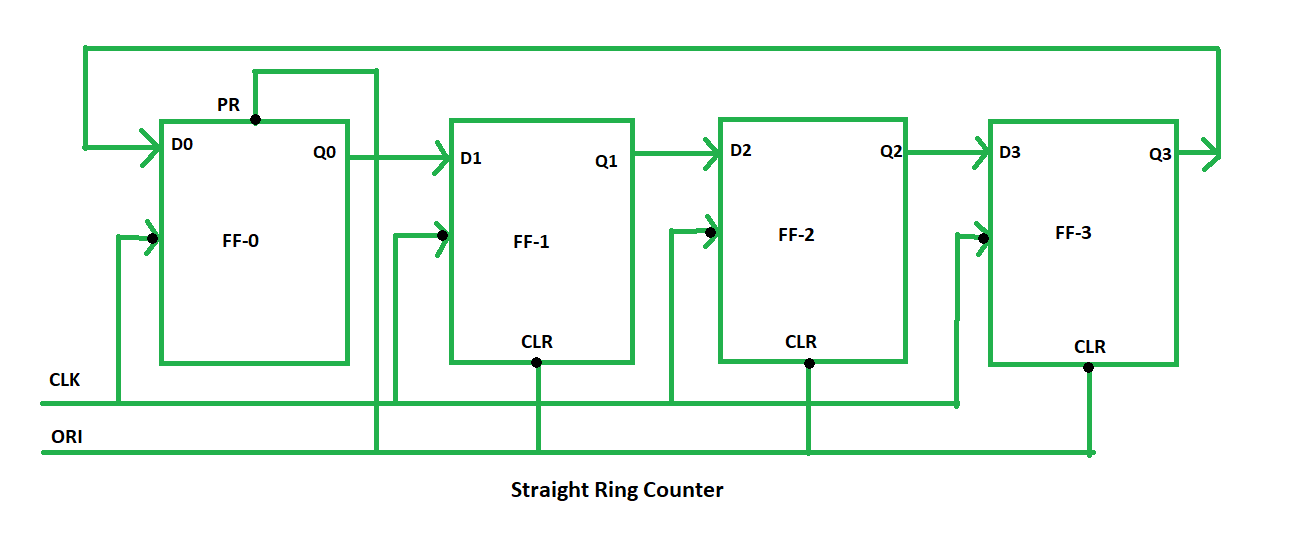 PR
D0
Q0
D1
Q1
D2
Q2
D3
Q3
FF-0
FF-1
FF-2
FF-3
CLR
CLR
CLR
CLK
ORI
Straight Ring Counter